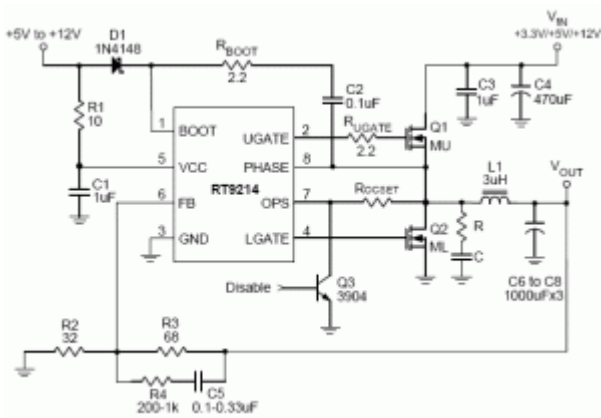 +5V to +12V
D1
1N4148
RBOOT
2.2
VIN
+3.3V/+5V/+12V
R1
10
C2
0.1uF
C3
1uF
C4
470uF
1
BOOT
UGATE
2
RUGATE
2.2
Q1
MU
5
VCC
PHASE
8
L1
3uH
VOUT
C1
1uF
RT9214
6
FB
OPS
7
ROCSET
3
GND
LGATE
4
Q2
ML
R
C
C6 to C8
1000uFx3
Disable
Q3
3904
R2
32
R3
68
R4
200-1k
C5
0.1-0.33uF